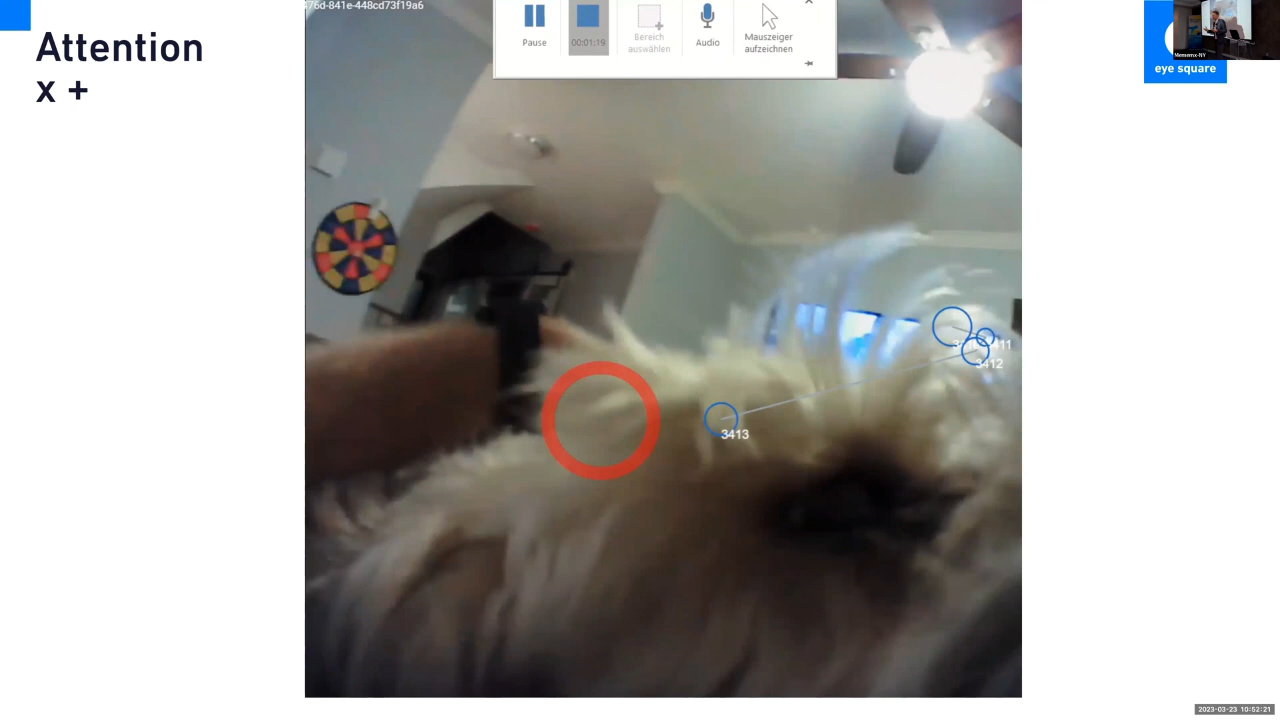 Attention
x +
76d-841e-448cd73f19a6
Pause
00:01:19
Bereich
auswählen
Audio
Mauszeiger
aufzeichnen
eye square
3412
3413
2023-03-23 10:52:21